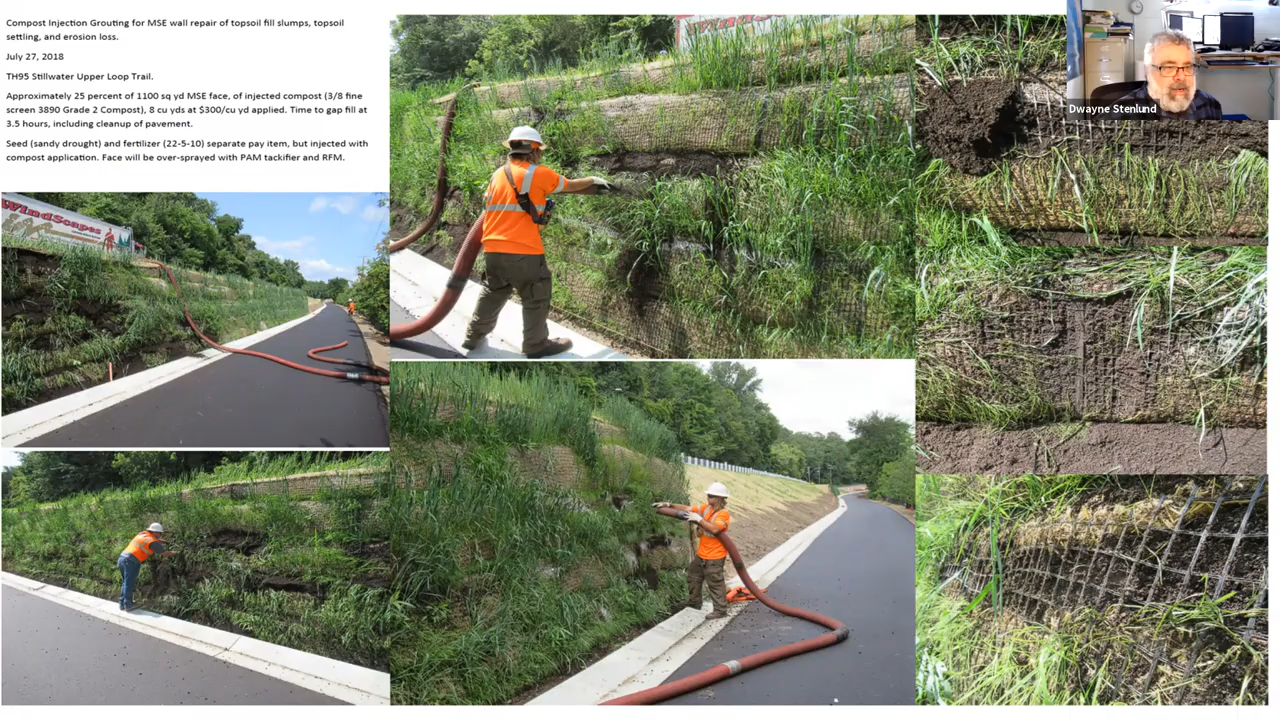 Compost Injection Grouting for MSE wall repair of topsoil fill slumps, topsoil
settling, and erosion loss.
July 27, 2018
TH95 Stillwater Upper Loop Trail.
Approximately 25 percent of 1100 sq yd MSE face, of injected compost (3/8 fine
screen 3890 Grade 2 Compost), 8 cu yds at $300/cu yd applied. Time to gap fill at
3.5 hours, including cleanup of pavement.
Seed (sandy drought) and fertilizer (22-5-10) separate pay item, but injected with
compost application. Face will be over-sprayed with PAM tackifier and RFM.
WindScapes
Dwayne Stenlund